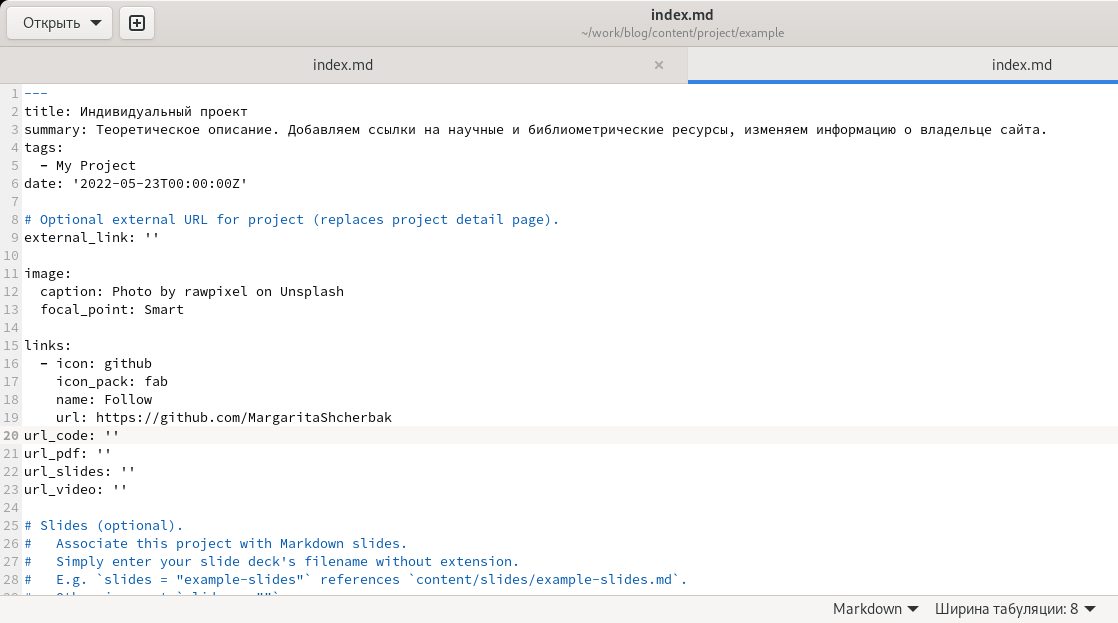 Открыть
index.md
~/work/blog/content/project/example
index.md ×
index.md
1 ---
2 title: Индивидуальный проект
3 summary: Теоретическое описание. Добавляем ссылки на научные и библиометрические ресурсы, изменяем информацию о владельце сайта.
4 tags:
5   - My Project
6 date: '2022-05-23T00:00:00Z'
7
8 # Optional external URL for project (replaces project detail page).
9 external_link: ''
10
11 image:
12   caption: Photo by rawpixel on Unsplash
13   focal_point: Smart
14
15 links:
16   - icon: github
17     icon_pack: fab
18     name: Follow
19     url: https://github.com/MargaritaShcherbak
20 url_code: ''
21 url_pdf: ''
22 url_slides: ''
23 url_video: ''
24
25 # Slides (optional).
26 #   Associate this project with Markdown slides.
27 #   Simply enter your slide deck's filename without extension.
28 #   E.g. `slides = "example-slides"` references `content/slides/example-slides.md`.
Markdown
Ширина табуляции: 8